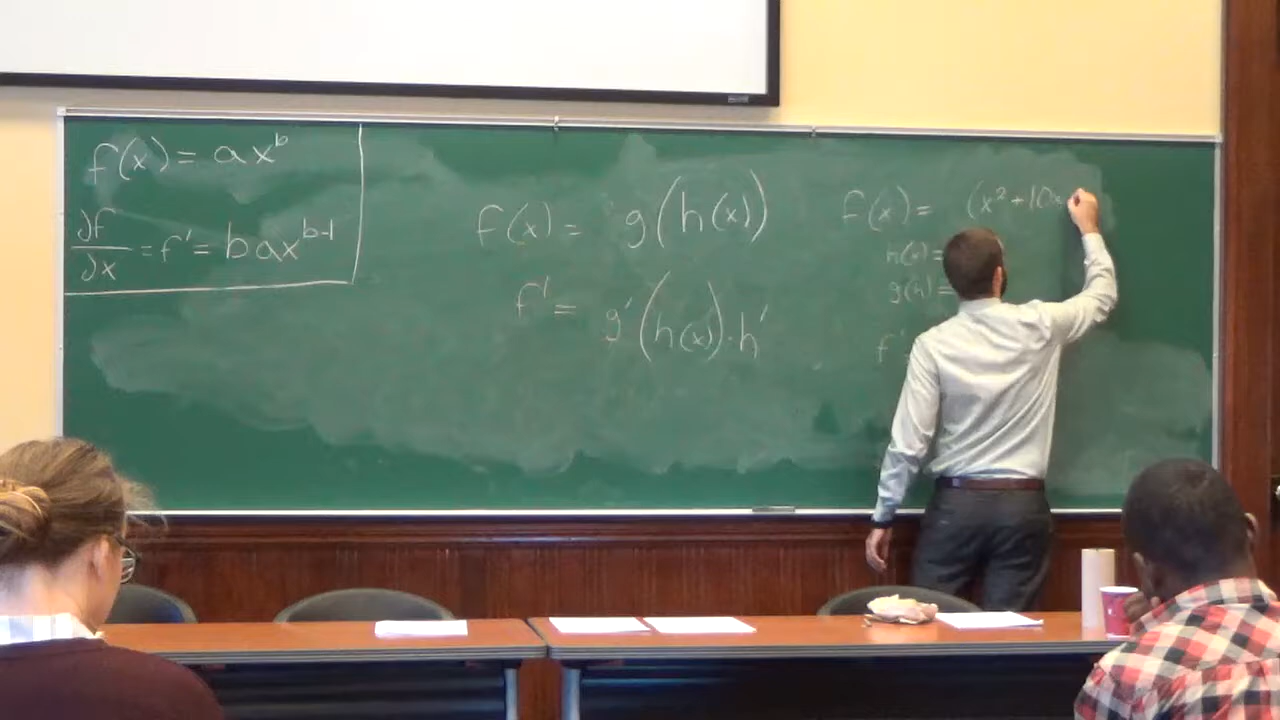 f(x) = ax^b
∂f/∂x = f' = bax^{b-1}
f(x) = g(h(x))
f' = g'(h(x))·h'
f(x) = (x² + 10x
h(x) =
g(h) =
f'